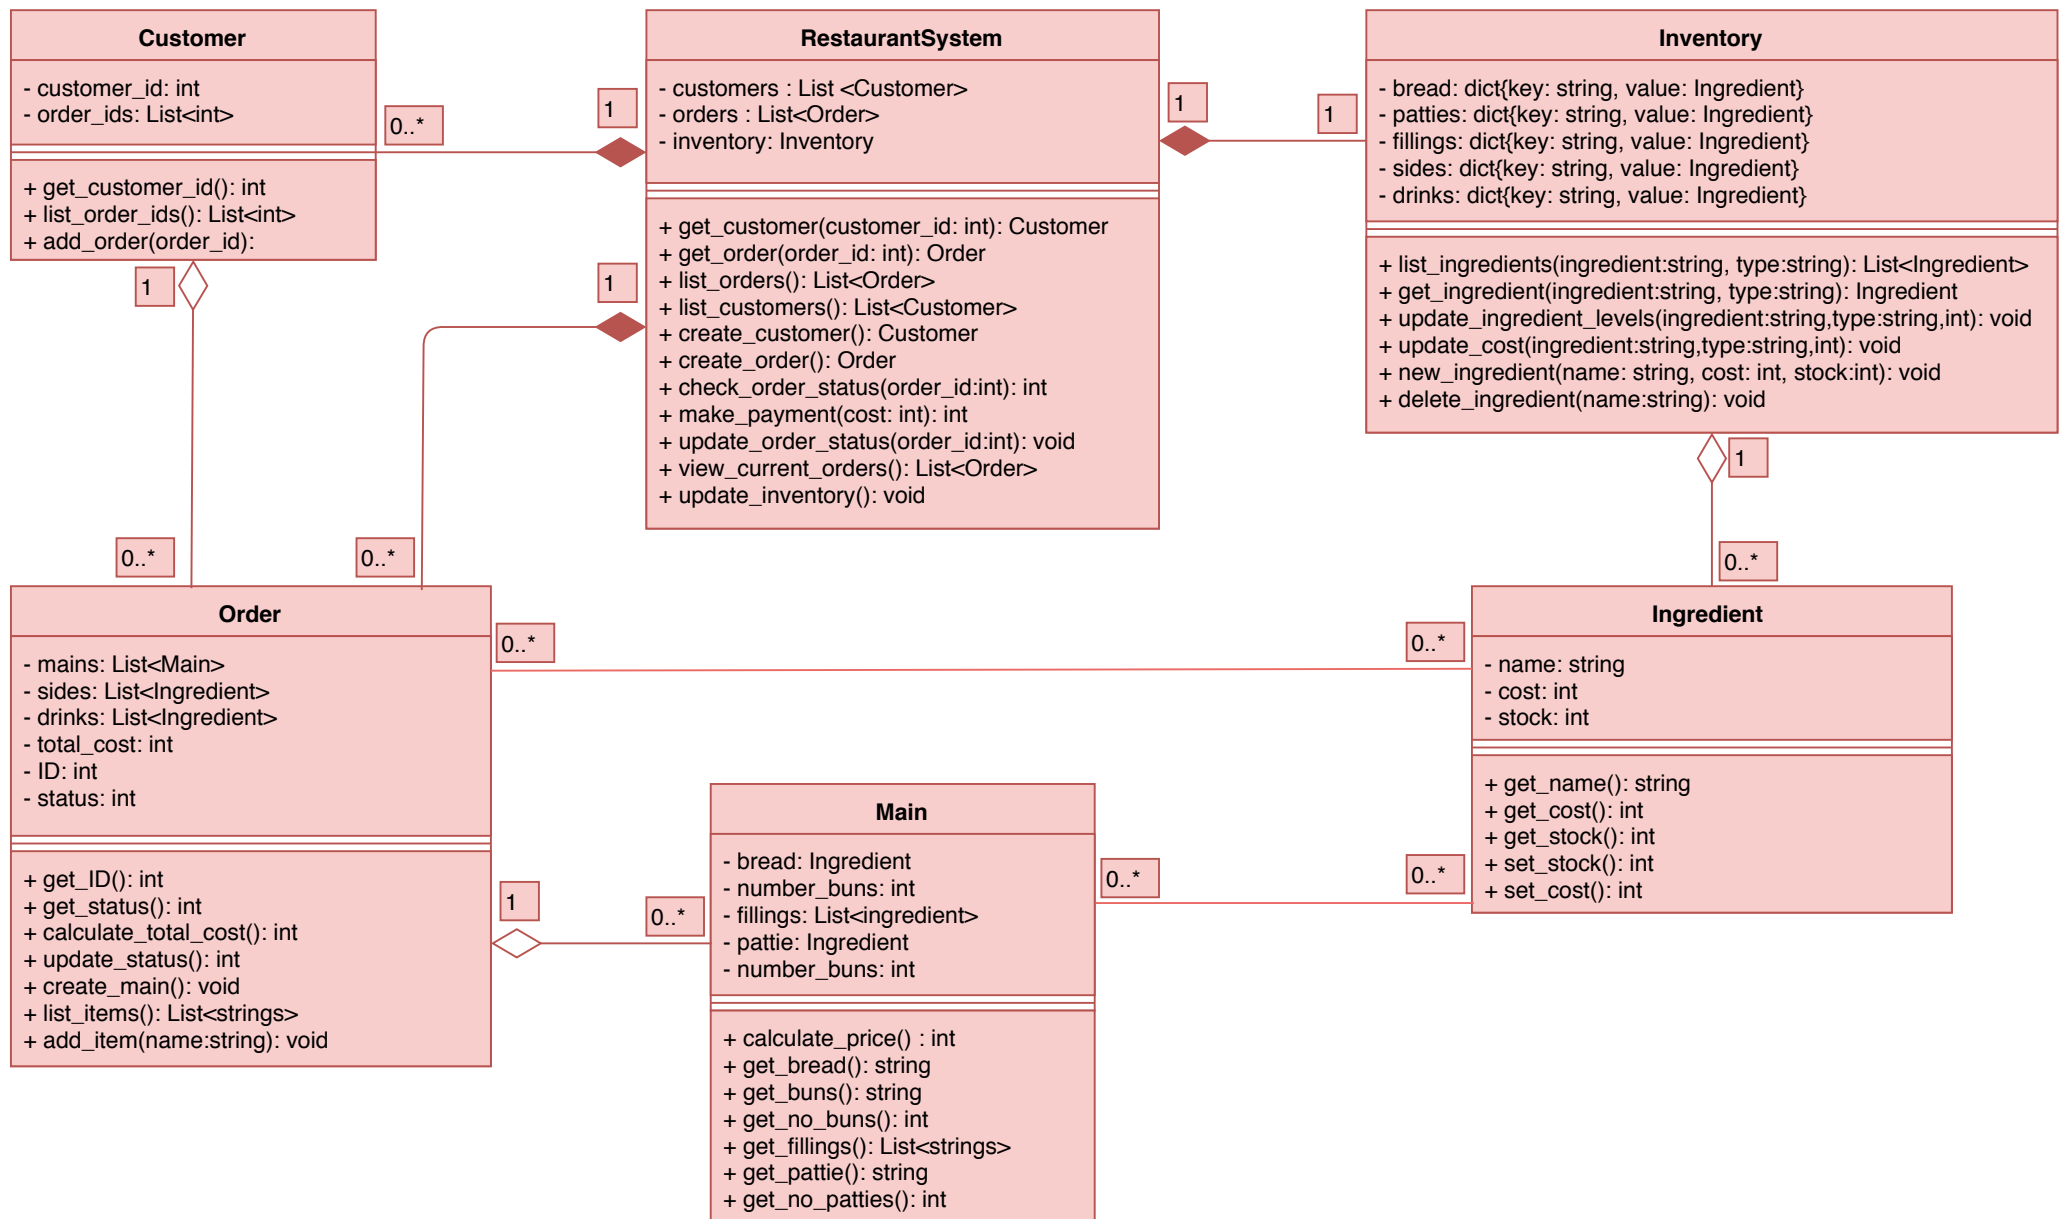 Customer
- customer_id: int
- order_ids: List<int>
+ get_customer_id(): int
+ list_order_ids(): List<int>
+ add_order(order_id):
0..*
1
RestaurantSystem
- customers : List <Customer>
- orders : List<Order>
- inventory: Inventory
+ get_customer(customer_id: int): Customer
+ get_order(order_id: int): Order
+ list_orders(): List<Order>
+ list_customers(): List<Customer>
+ create_customer(): Customer
+ create_order(): Order
+ check_order_status(order_id:int): int
+ make_payment(cost: int): int
+ update_order_status(order_id:int): void
+ view_current_orders(): List<Order>
+ update_inventory(): void
1
1
Inventory
- bread: dict{key: string, value: Ingredient}
- patties: dict{key: string, value: Ingredient}
- fillings: dict{key: string, value: Ingredient}
- sides: dict{key: string, value: Ingredient}
- drinks: dict{key: string, value: Ingredient}
+ list_ingredients(ingredient:string, type:string): List<Ingredient>
+ get_ingredient(ingredient:string, type:string): Ingredient
+ update_ingredient_levels(ingredient:string,type:string,int): void
+ update_cost(ingredient:string,type:string,int): void
+ new_ingredient(name: string, cost: int, stock:int): void
+ delete_ingredient(name:string): void
1
1
1
0..*
0..*
0..*
Order
- mains: List<Main>
- sides: List<Ingredient>
- drinks: List<Ingredient>
- total_cost: int
- ID: int
- status: int
+ get_ID(): int
+ get_status(): int
+ calculate_total_cost(): int
+ update_status(): int
+ create_main(): void
+ list_items(): List<strings>
+ add_item(name:string): void
0..*
0..*
Ingredient
- name: string
- cost: int
- stock: int
+ get_name(): string
+ get_cost(): int
+ get_stock(): int
+ set_stock(): int
+ set_cost(): int
1
0..*
Main
- bread: Ingredient
- number_buns: int
- fillings: List<ingredient>
- pattie: Ingredient
- number_buns: int
+ calculate_price() : int
+ get_bread(): string
+ get_buns(): string
+ get_no_buns(): int
+ get_fillings(): List<strings>
+ get_pattie(): string
+ get_no_patties(): int
0..*
0..*